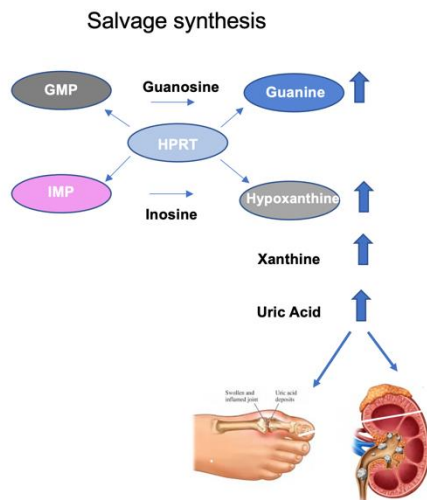 Salvage synthesis
GMP
Guanosine
Guanine
HPRT
IMP
Inosine
Hypoxanthine
Xanthine
Uric Acid
Swollen and
inflamed joint
Uric acid
deposits